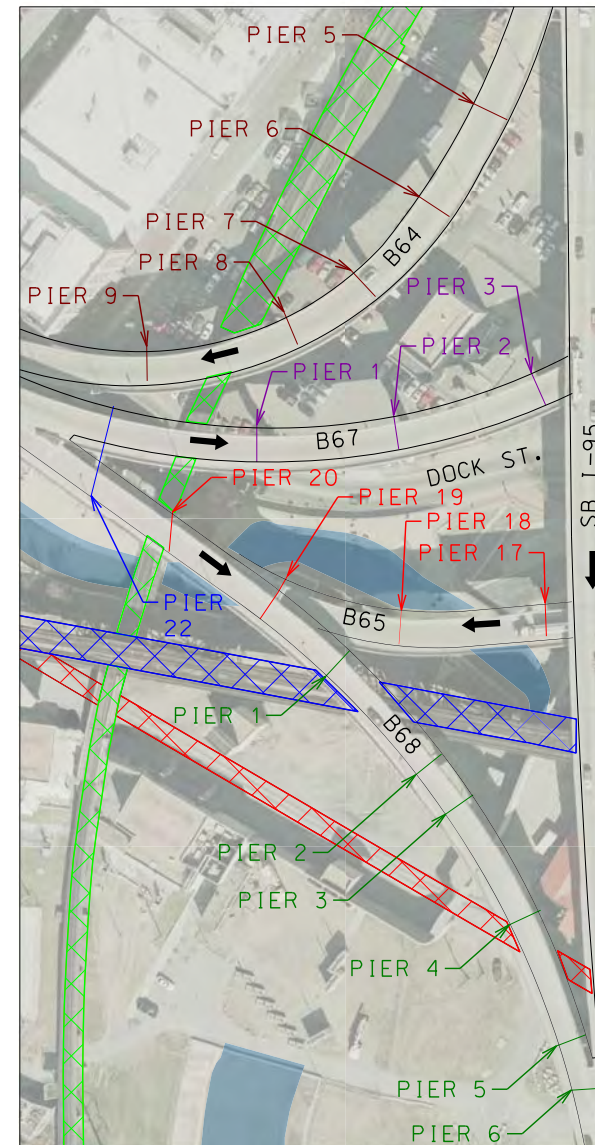 PIER 5
PIER 6
PIER 7
B64
PIER 8
PIER 3
PIER 9
PIER 2
PIER 1
B67
DOCK ST.
PIER 20
PIER 19
SB I-95
PIER 18
PIER 17
PIER
22
B65
PIER 1
B68
PIER 2
PIER 3
PIER 4
PIER 5
PIER 6